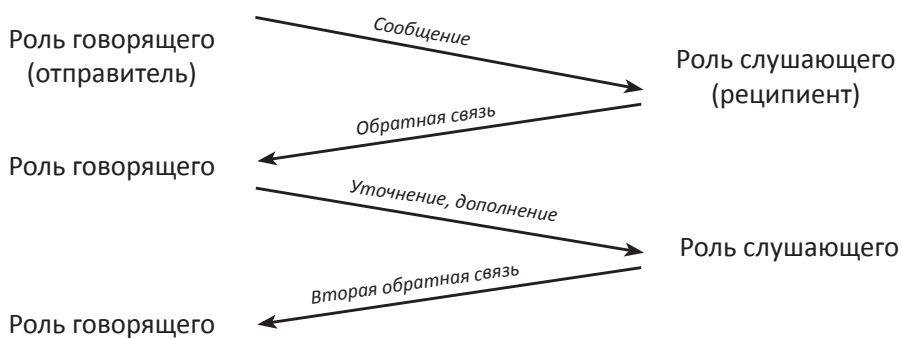 Сообщение
Роль говорящего
(отправитель)
Роль слушающего
(реципиент)
Обратная связь
Роль говорящего
Уточнение, дополнение
Роль слушающего
Вторая обратная связь
Роль говорящего